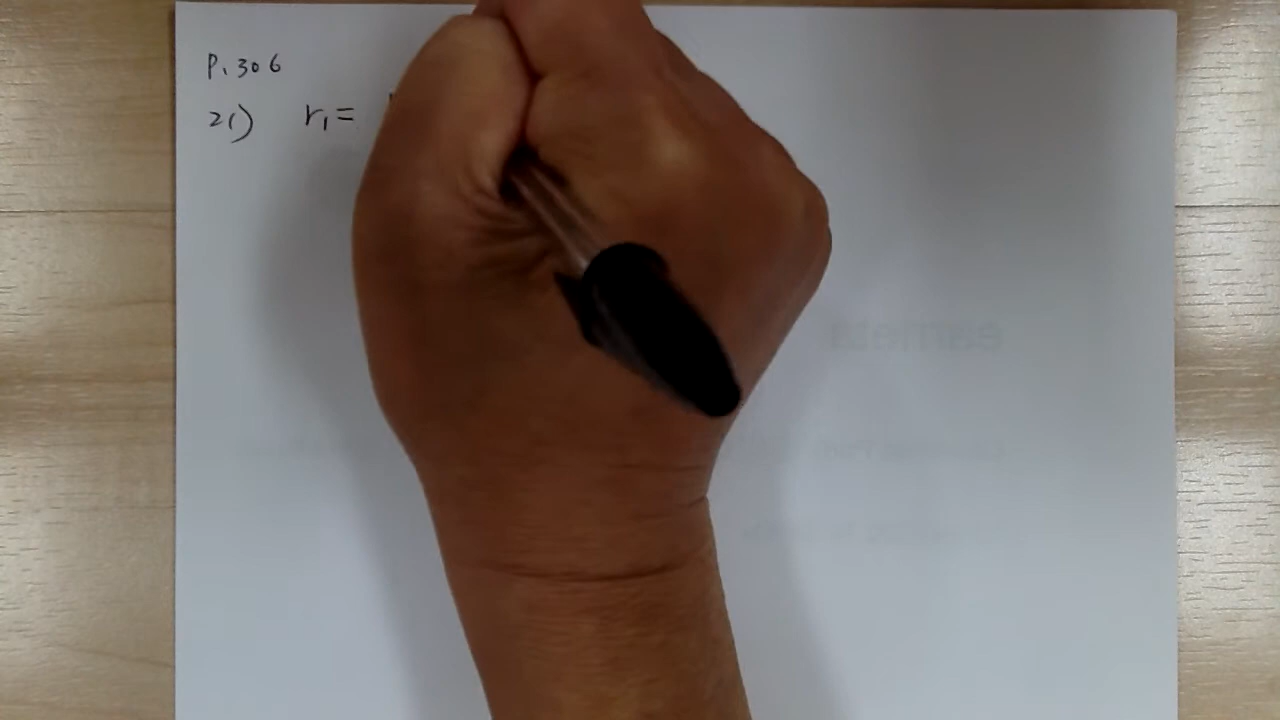 P. 306
21) r₁ =